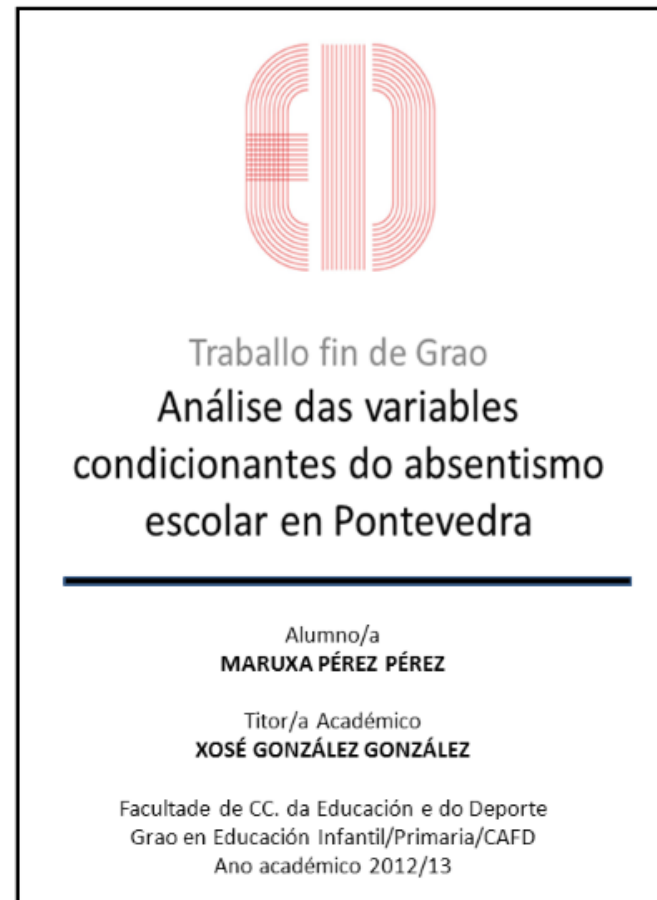 Traballo fin de Grao
Análise das variables
condicionantes do absentismo
escolar en Pontevedra
Alumno/a
MARUXA PÉREZ PÉREZ
Titor/a Académico
XOSÉ GONZÁLEZ GONZÁLEZ
Facultade de CC. da Educación e do Deporte
Grao en Educación Infantil/Primaria/CAFD
Ano académico 2012/13